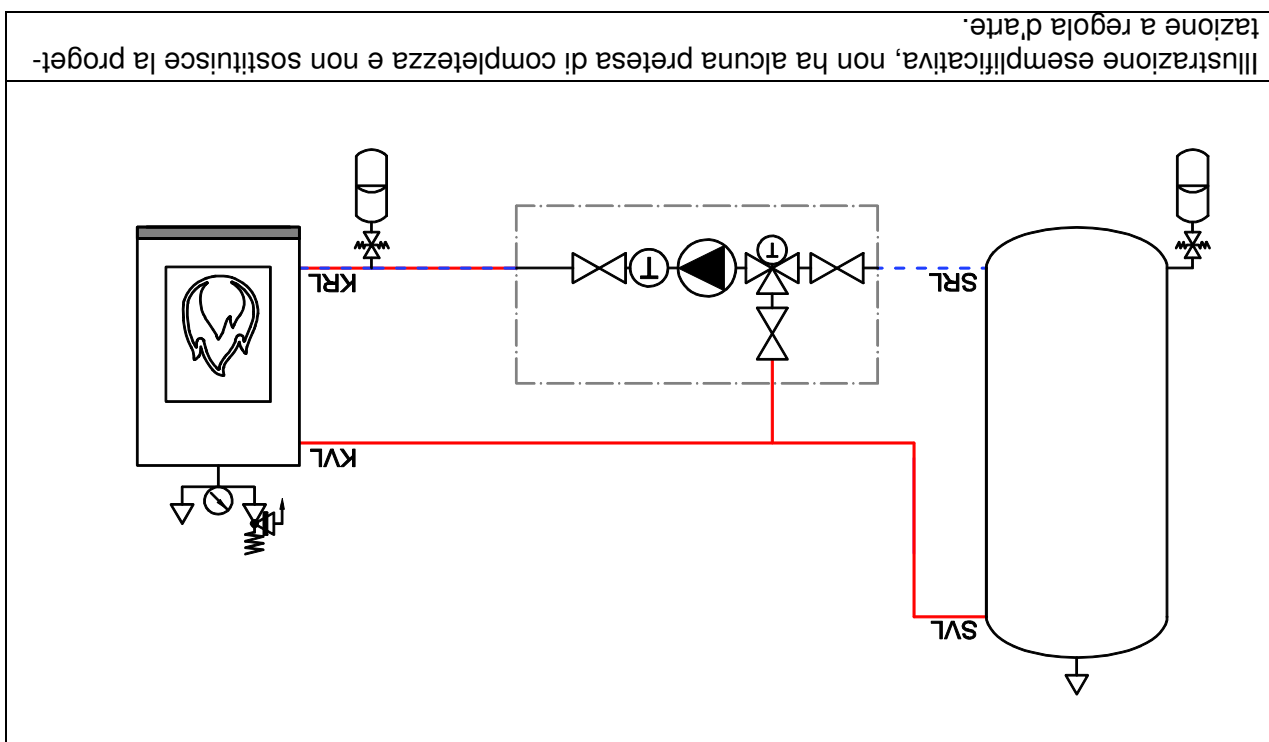 SVL
KVL
SRL
T
T
KRL
Illustrazione esemplificativa, non ha alcuna pretesa di completezza e non sostituisce la proget-
tazione a regola d'arte.